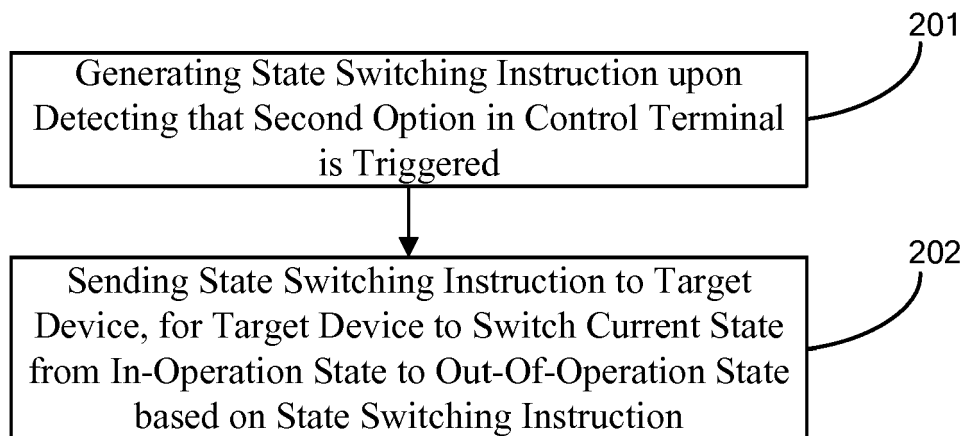 201
Generating State Switching Instruction upon
Detecting that Second Option in Control Terminal
is Triggered
202
Sending State Switching Instruction to Target
Device, for Target Device to Switch Current State
from In-Operation State to Out-Of-Operation State
based on State Switching Instruction